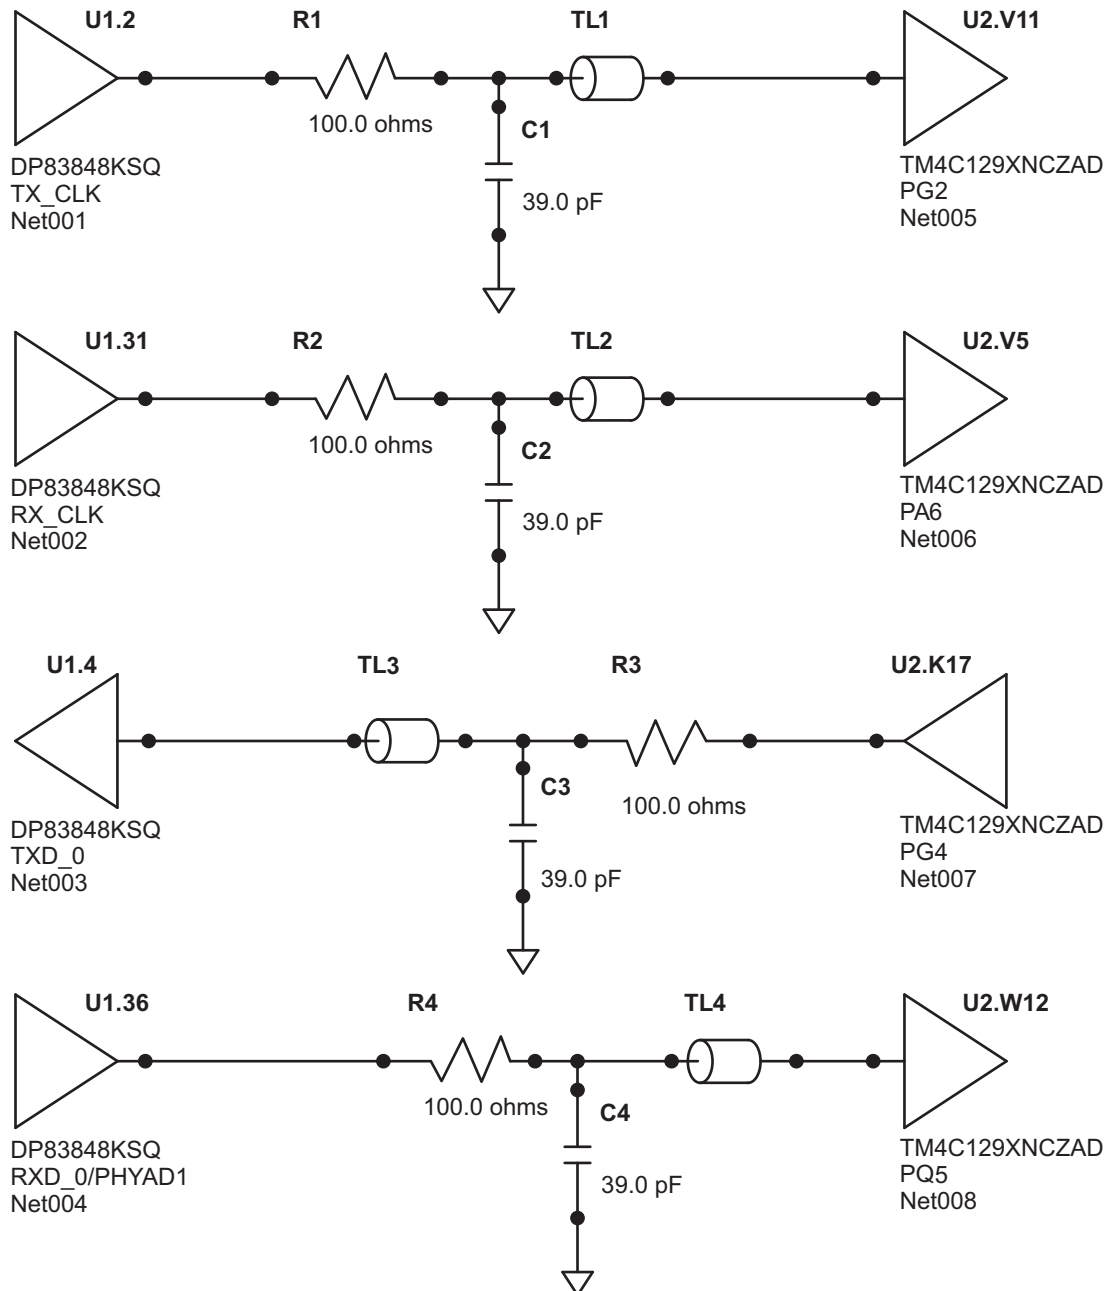 U1.2 R1 TL1 U2.V11
100.0 ohms
C1
DP83848KSQ
TX_CLK
Net001
39.0 pF
TM4C129XNCZAD
PG2
Net005
U1.31 R2 TL2 U2.V5
100.0 ohms
C2
DP83848KSQ
RX_CLK
Net002
39.0 pF
TM4C129XNCZAD
PA6
Net006
U1.4 TL3 R3 U2.K17
C3
100.0 ohms
DP83848KSQ
TXD_0
Net003
39.0 pF
TM4C129XNCZAD
PG4
Net007
U1.36 R4 TL4 U2.W12
100.0 ohms
C4
DP83848KSQ
RXD_0/PHYAD1
Net004
39.0 pF
TM4C129XNCZAD
PQ5
Net008